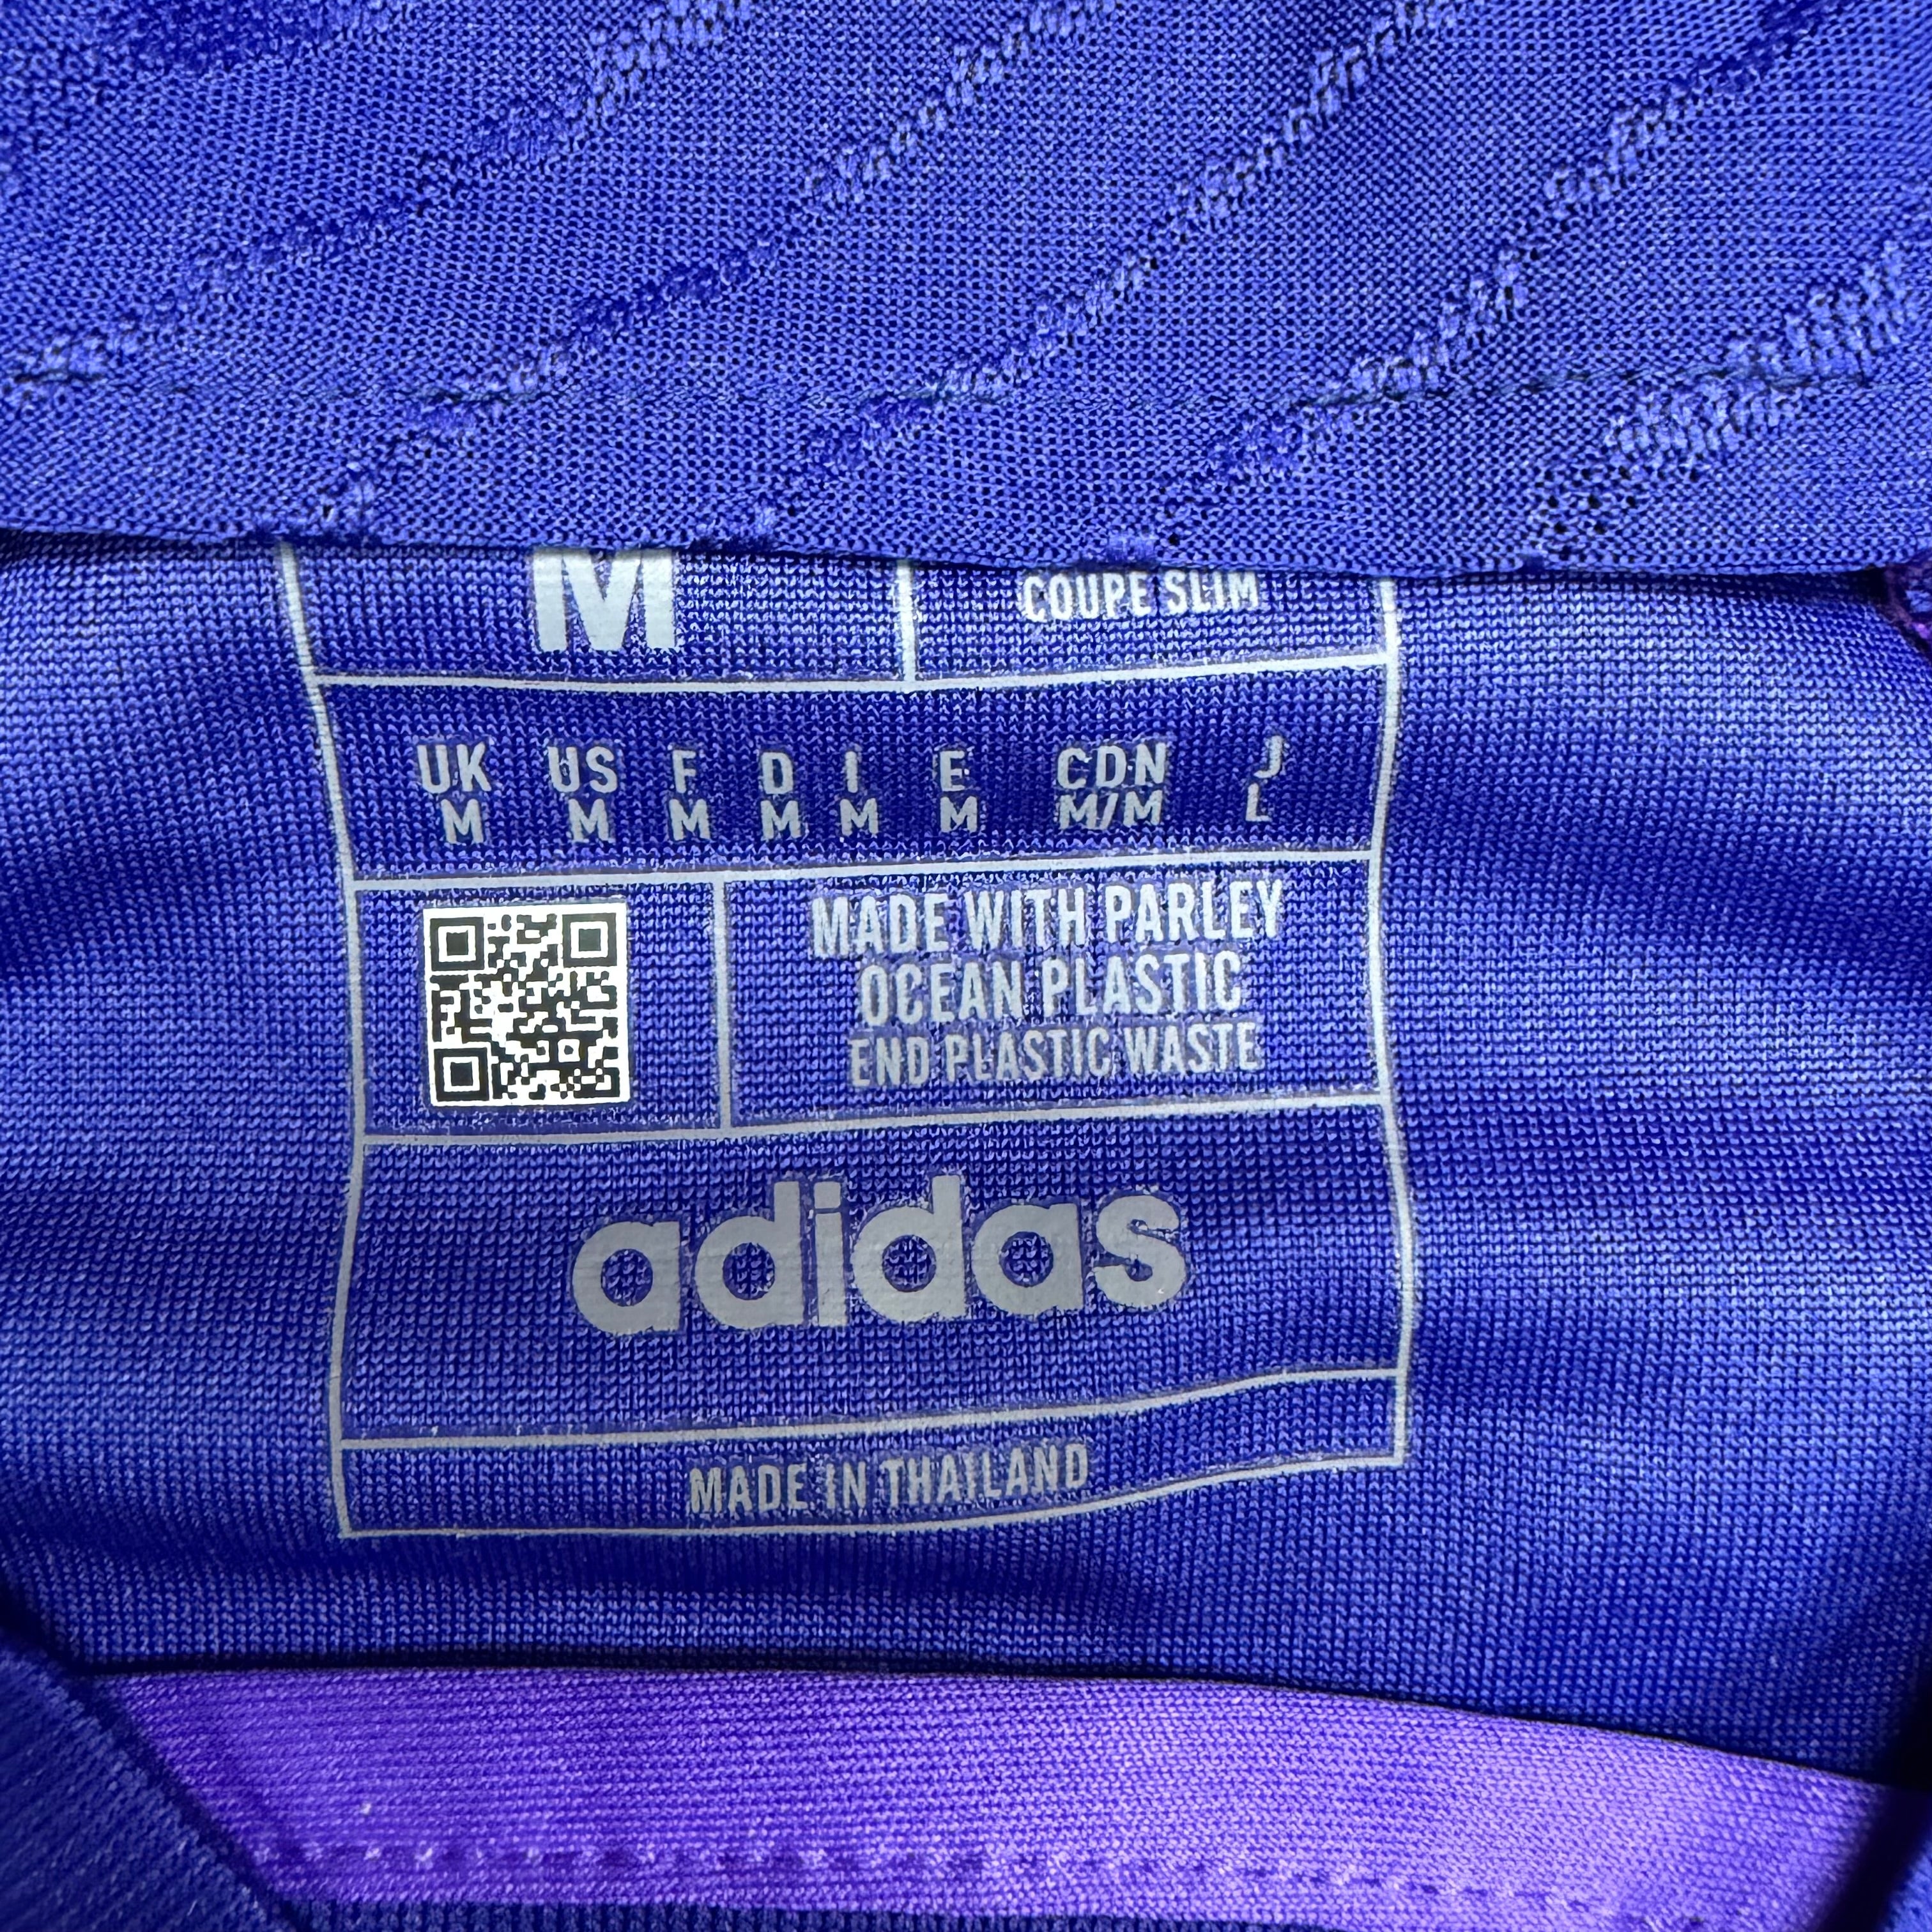 M
COUPE SLIM
UK US F D I E CDN J
M M M M M M M/M L
MADE WITH PARLEY
OCEAN PLASTIC
END PLASTIC WASTE
adidas
MADE IN THAILAND